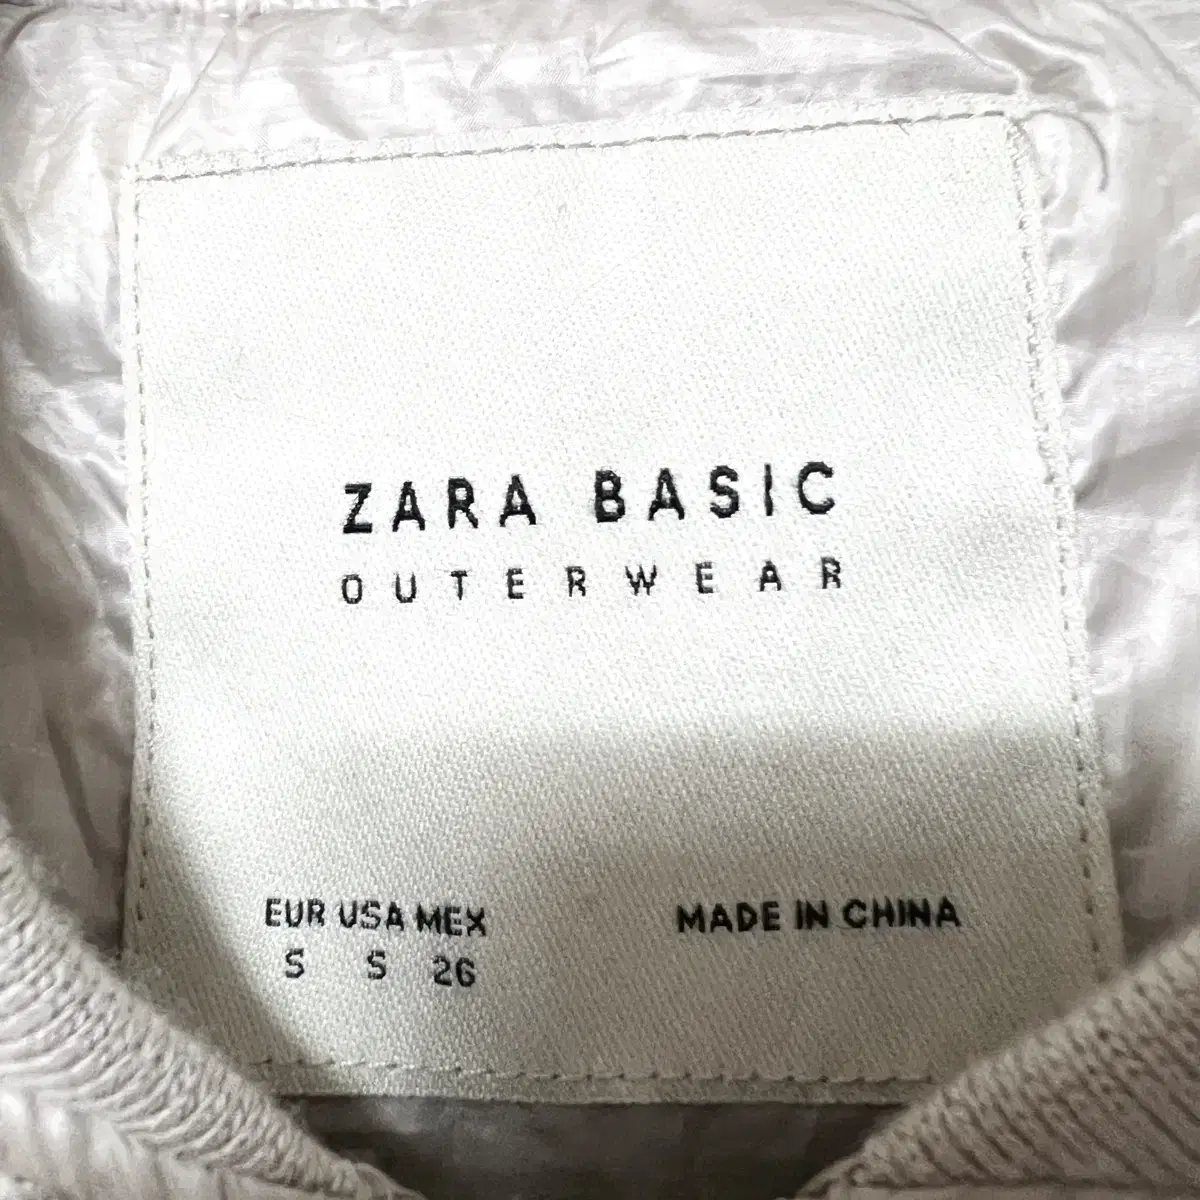 ZARA BASIC
OUTERWEAR
EUR USA MEX
S S 26
MADE IN CHINA